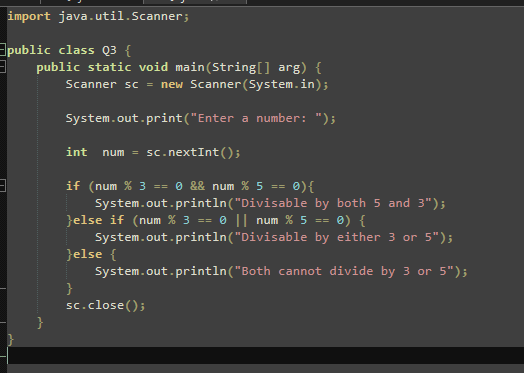 import java.util.Scanner;
public class Q3 {
public static void main(String[] arg) {
Scanner sc = new Scanner(System.in);
System.out.print("Enter a number: ");
int  num = sc.nextInt();
if (num % 3 == 0 && num % 5 == 0){
System.out.println("Divisable by both 5 and 3");
}else if (num % 3 == 0 || num % 5 == 0) {
System.out.println("Divisable by either 3 or 5");
}else {
System.out.println("Both cannot divide by 3 or 5");
}
sc.close();
}
}